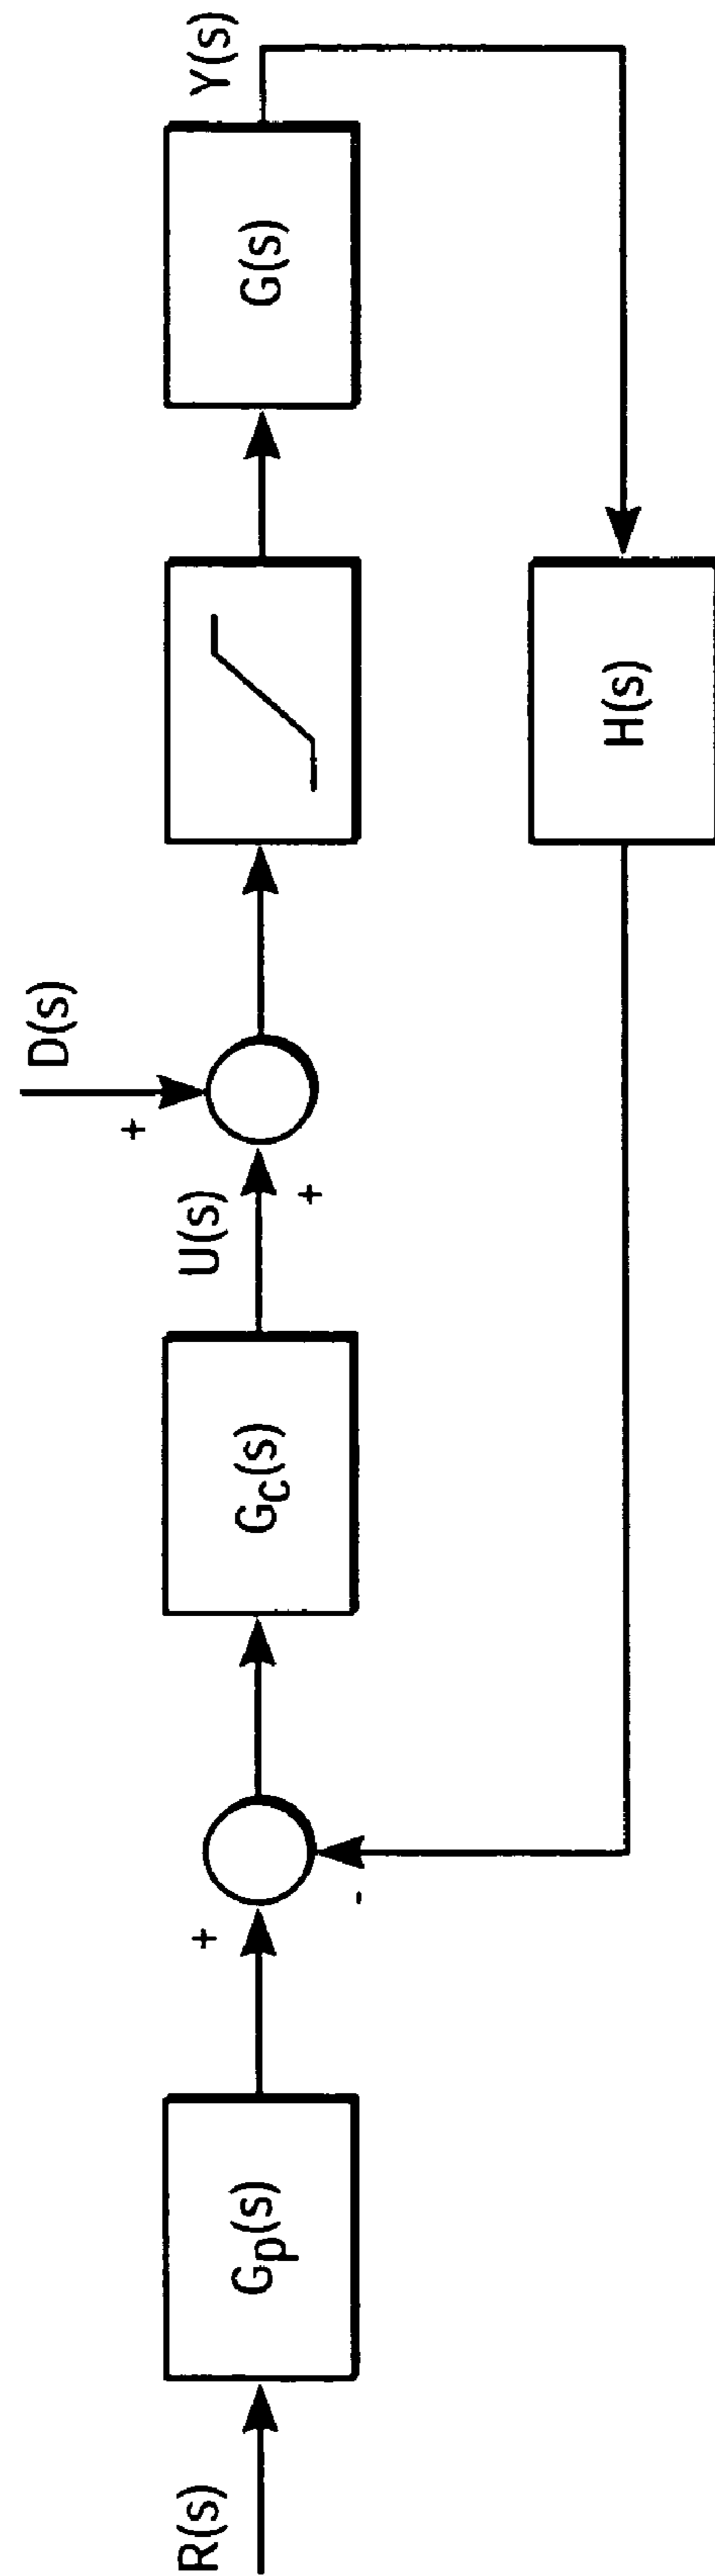 R(s)
Gp(s)
+
-
Gc(s)
U(s)
+
D(s)
+
G(s)
Y(s)
H(s)